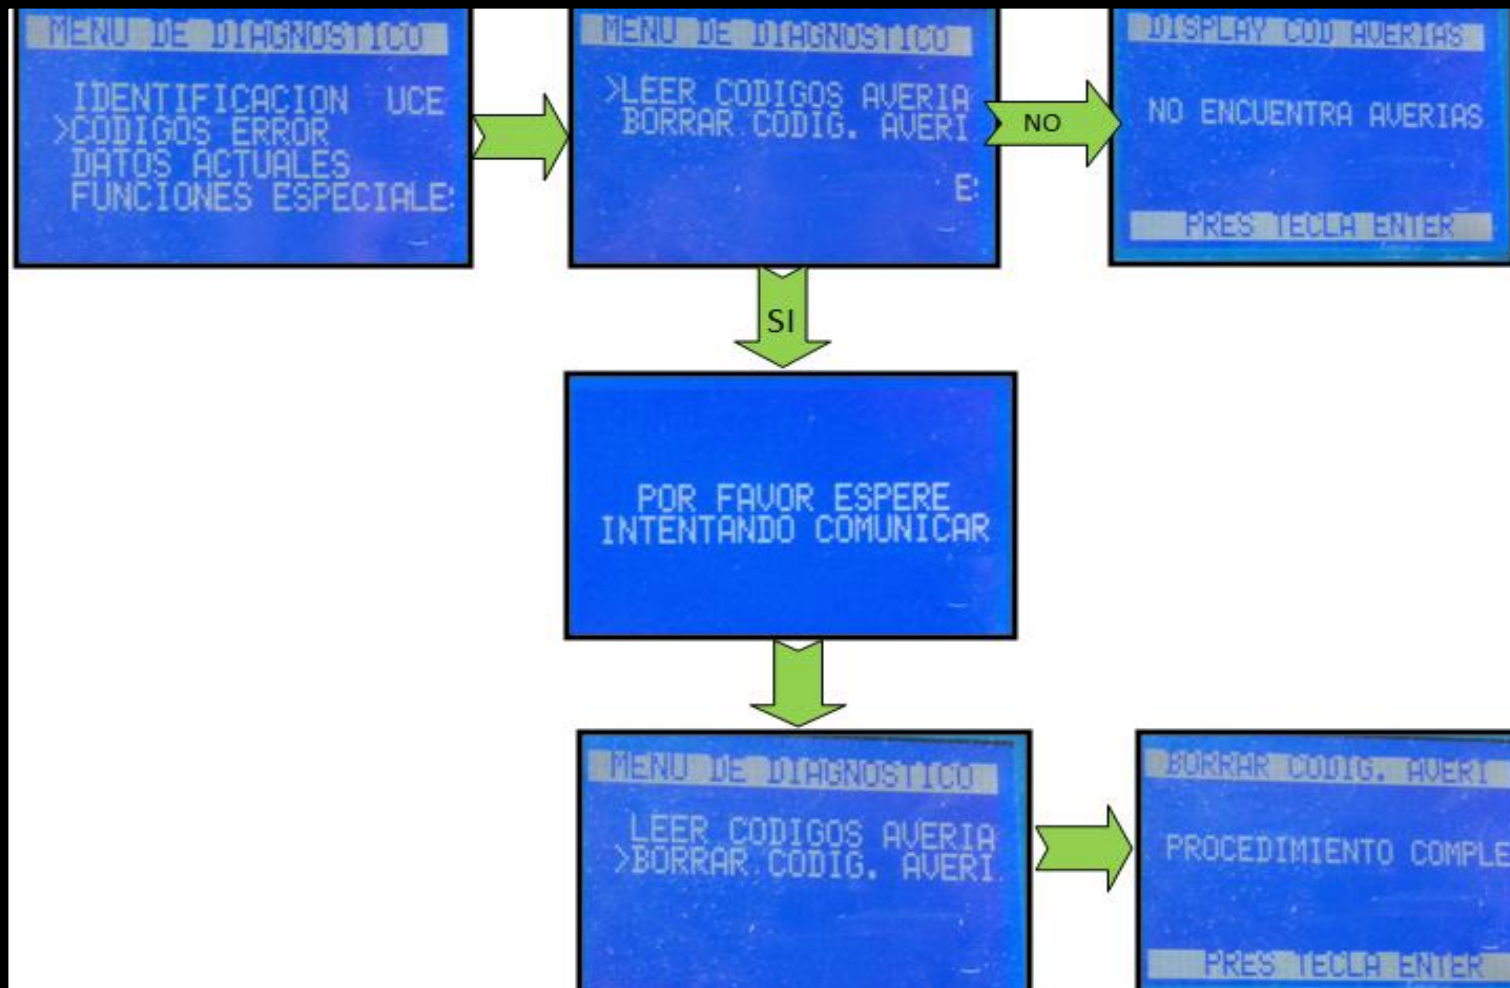 MENU DE DIAGNOSTICO
IDENTIFICACION UCE
>CODIGOS ERROR
DATOS ACTUALES
FUNCIONES ESPECIALES
MENU DE DIAGNOSTICO
>LEER CODIGOS AVERIA
BORRAR CODIG. AVERI
E
NO
DISPLAY COD AVERIAS
NO ENCUENTRA AVERIAS
PRES TECLA ENTER
SI
POR FAVOR ESPERE
INTENTANDO COMUNICAR
MENU DE DIAGNOSTICO
LEER CODIGOS AVERIA
>BORRAR CODIG. AVERI.
BORRAR CODIG. AVERI
PROCEDIMIENTO COMPLE
PRES TECLA ENTER